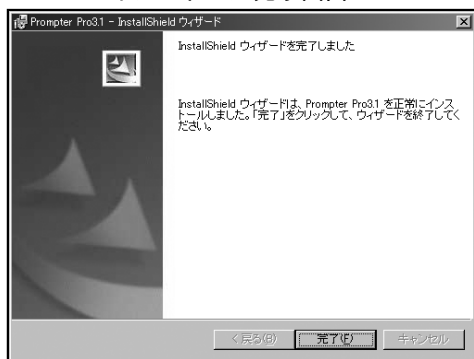 Prompter Pro3.1 - InstallShield ウィザード
InstallShield ウィザードを完了しました
InstallShield ウィザードは、Prompter Pro3.1 を正常にインス
トールしました。「完了」をクリックして、ウィザードを終了してく
ださい。
< 戻る(B)
完了(F)
キャンセル